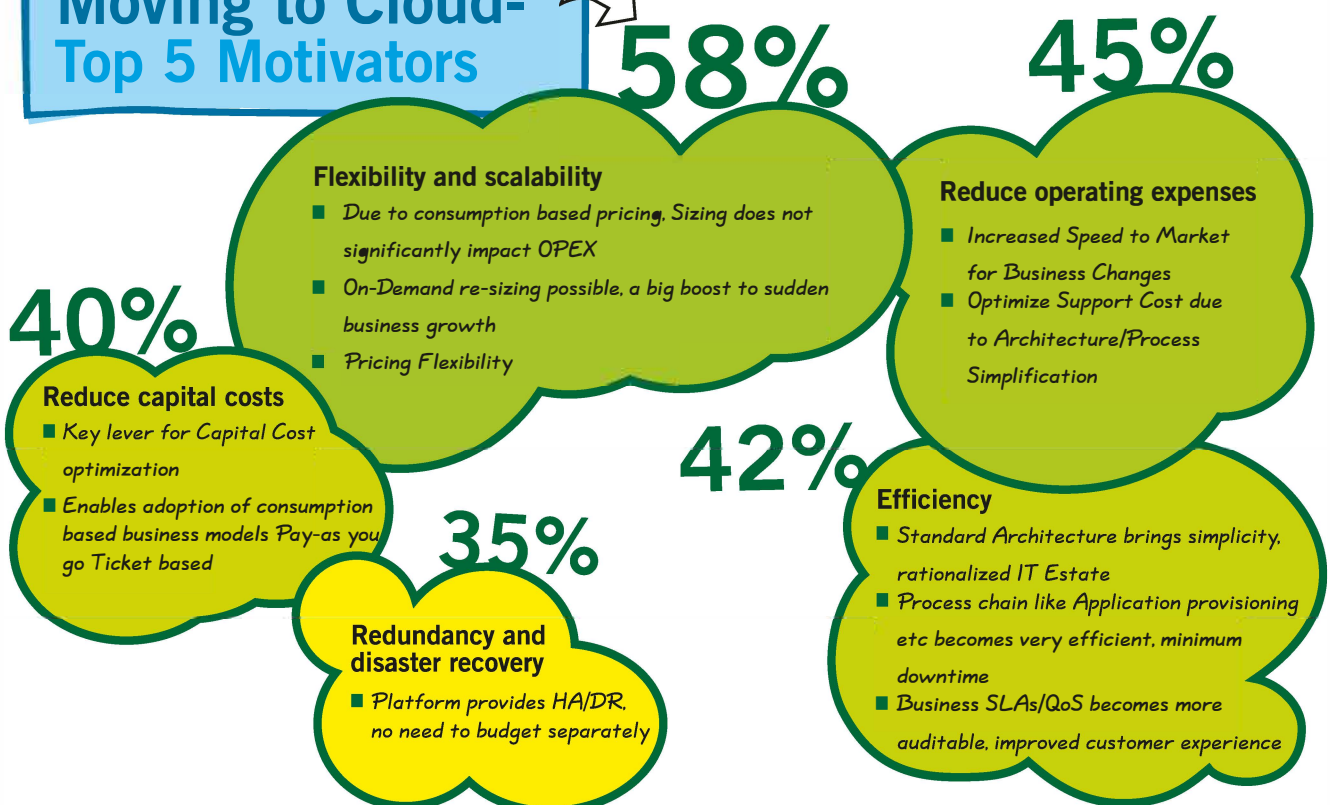 Moving to Cloud-
Top 5 Motivators
58%
Flexibility and scalability
Due to consumption based pricing, Sizing does not
significantly impact OPEX
On-Demand re-sizing possible, a big boost to sudden
business growth
Pricing Flexibility
45%
Reduce operating expenses
Increased Speed to Market
for Business Changes
Optimize Support Cost due
to Architecture/Process
Simplification
40%
Reduce capital costs
Key lever for Capital Cost
optimization
Enables adoption of consumption
based business models Pay-as you
go Ticket based
42%
Efficiency
Standard Architecture brings simplicity,
rationalized IT Estate
Process chain like Application provisioning
etc becomes very efficient, minimum
downtime
Business SLAs/QoS becomes more
auditable, improved customer experience
35%
Redundancy and
disaster recovery
Platform provides HA/DR,
no need to budget separately